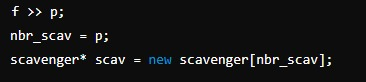 f >> p;
nbr_scav = p;
scavenger* scav = new scavenger[nbr_scav];